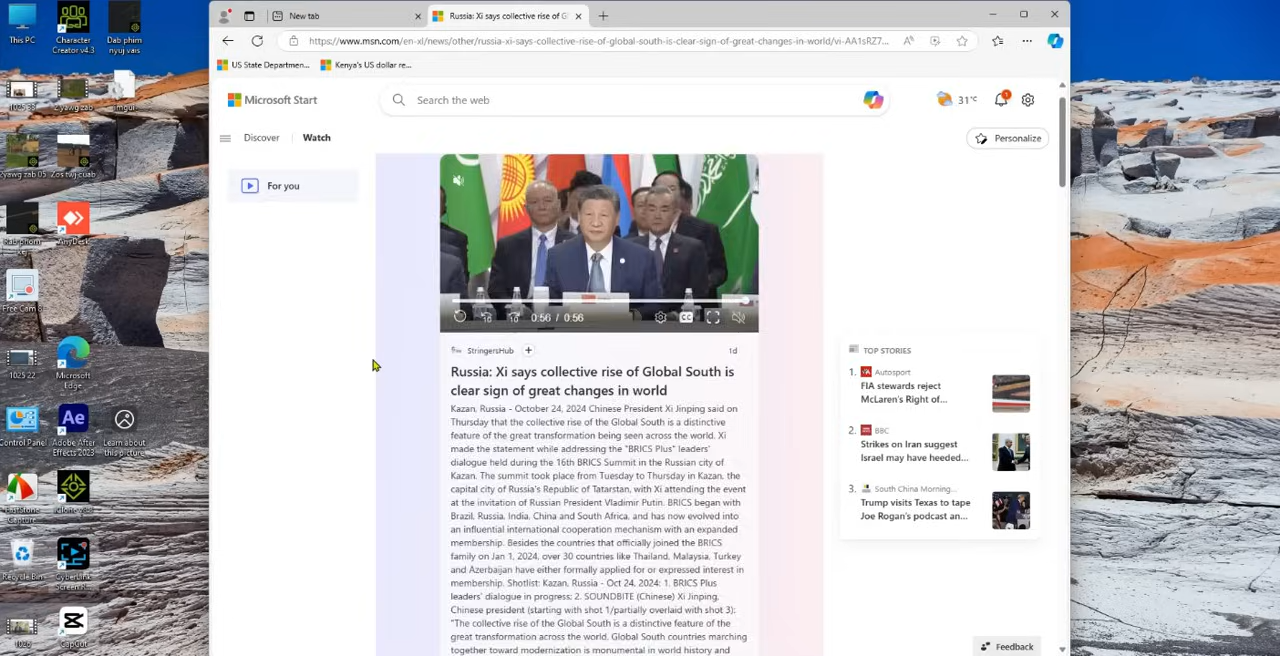 This PC
Character
Creator v4.3
Dab phim
nyuj vais
imgui
1025 22
Microsoft
Edge
AnyDesk
Control Panel
Adobe After
Effects 2023
Learn about
this picture
Recycle Bin
CapCut
New tab
Russia: Xi says collective rise of Gl
https://www.msn.com/en-xl/news/other/russia-xi-says-collective-rise-of-global-south-is-clear-sign-of-great-changes-in-world/vi-AA1sRZ7...
US State Departmen...
Kenya's US dollar re...
Microsoft Start
Search the web
31°C
1
Discover
Watch
Personalize
For you
0:56 / 0:56
CC
StringersHub
1d
Russia: Xi says collective rise of Global South is
clear sign of great changes in world
Kazan, Russia - October 24, 2024 Chinese President Xi Jinping said on
Thursday that the collective rise of the Global South is a distinctive
feature of the great transformation being seen across the world. Xi
made the statement while addressing the "BRICS Plus" leaders'
dialogue held during the 16th BRICS Summit in the Russian city of
Kazan. The summit took place from Tuesday to Thursday in Kazan, the
capital city of Russia's Republic of Tatarstan, with Xi attending the event
at the invitation of Russian President Vladimir Putin. BRICS began with
Brazil, Russia, India, China and South Africa, and has now evolved into
an influential international cooperation mechanism with an expanded
membership. Besides the countries that officially joined the BRICS
family on Jan 1, 2024, over 30 countries like Thailand, Malaysia, Turkey
and Azerbaijan have either formally applied for or expressed interest in
membership. Shotlist: Kazan, Russia - Oct 24, 2024: 1. BRICS Plus
leaders' dialogue in progress; 2. SOUNDBITE (Chinese) Xi Jinping,
Chinese president (starting with shot 1/partially overlaid with shot 3):
"The collective rise of the Global South is a distinctive feature of the
great transformation across the world. Global South countries marching
together toward modernization is monumental in world history and
TOP STORIES
1.
Autosport
FIA stewards reject
McLaren's Right of...
2.
BBC
Strikes on Iran suggest
Israel may have heeded...
3.
South China Morning...
Trump visits Texas to tape
Joe Rogan's podcast an...
Feedback